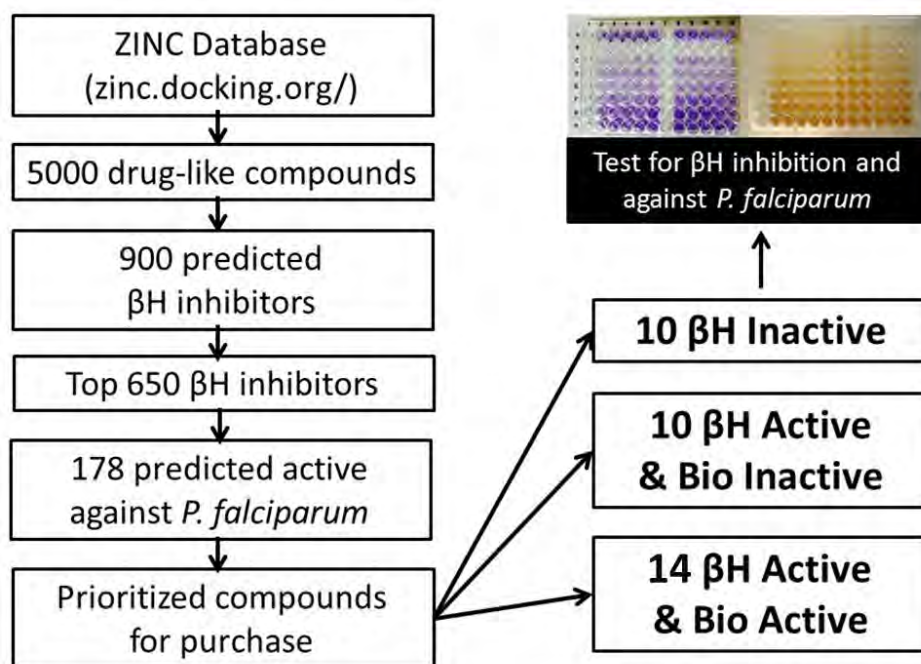 ZINC Database
(zinc.docking.org/)
5000 drug-like compounds
900 predicted
βH inhibitors
Top 650 βH inhibitors
178 predicted active
against P. falciparum
Prioritized compounds
for purchase
Test for βH inhibition and
against P. falciparum
10 βH Inactive
10 βH Active
& Bio Inactive
14 βH Active
& Bio Active